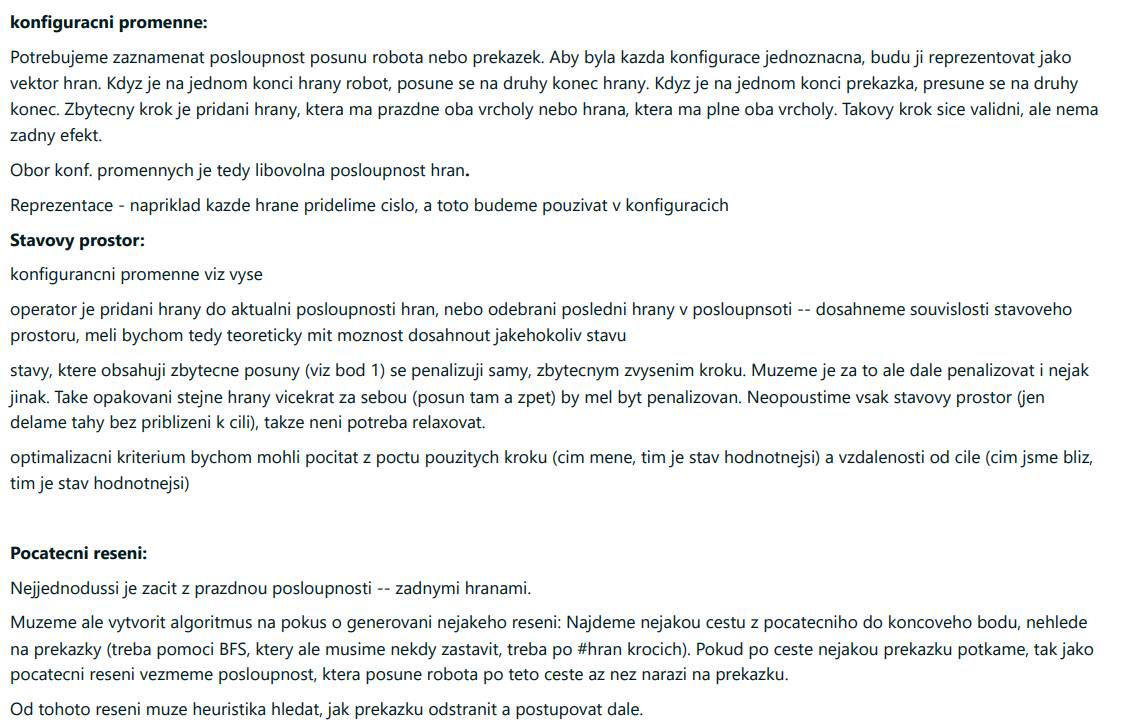 konfiguracni promenne:
Potrebujeme zaznamenat posloupnost posunu robota nebo prekazek. Aby byla kazda konfigurace jednoznacna, budu ji reprezentovat jako
vektor hran. Kdyz je na jednom konci hrany robot, posune se na druhy konec hrany. Kdyz je na jednom konci prekazka, presune se na druhy
konec. Zbytecny krok je pridani hrany, ktera ma prazdne oba vrcholy nebo hrana, ktera ma plne oba vrcholy. Takovy krok sice validni, ale nema
zadny efekt.
Obor konf. promennych je tedy libovolna posloupnost hran.
Reprezentace - napriklad kazde hrane pridelime cislo, a toto budeme pouzivat v konfiguracich
Stavovy prostor:
konfigurancni promenne viz vyse
operator je pridani hrany do aktualni posloupnosti hran, nebo odebrani posledni hrany v posloupnsoti -- dosahneme souvislosti stavoveho
prostoru, meli bychom tedy teoreticky mit moznost dosahnout jakehokoliv stavu
stavy, ktere obsahuji zbytecne posuny (viz bod 1) se penalizuji samy, zbytecnym zvysenim kroku. Muzeme je za to ale dale penalizovat i nejak
jinak. Take opakovani stejne hrany vicekrat za sebou (posun tam a zpet) by mel byt penalizovan. Neopoustime vsak stavovy prostor (jen
delame tahy bez priblizeni k cili), takze neni potreba relaxovat.
optimalizacni kriterium bychom mohli pocitat z poctu pouzitych kroku (cim mene, tim je stav hodnotnejsi) a vzdalenosti od cile (cim jsme bliz,
tim je stav hodnotnejsi)
Pocatecni reseni:
Nejjednodussi je zacit z prazdnou posloupnosti -- zadnymi hranami.
Muzeme ale vytvorit algoritmus na pokus o generovani nejakeho reseni: Najdeme nejakou cestu z pocatecniho do koncoveho bodu, nehlede
na prekazky (treba pomoci BFS, ktery ale musime nekdy zastavit, treba po #hran krocich). Pokud po ceste nejakou prekazku potkame, tak jako
pocatecni reseni vezmeme posloupnost, ktera posune robota po teto ceste az nez narazi na prekazku.
Od tohoto reseni muze heuristika hledat, jak prekazku odstranit a postupovat dale.